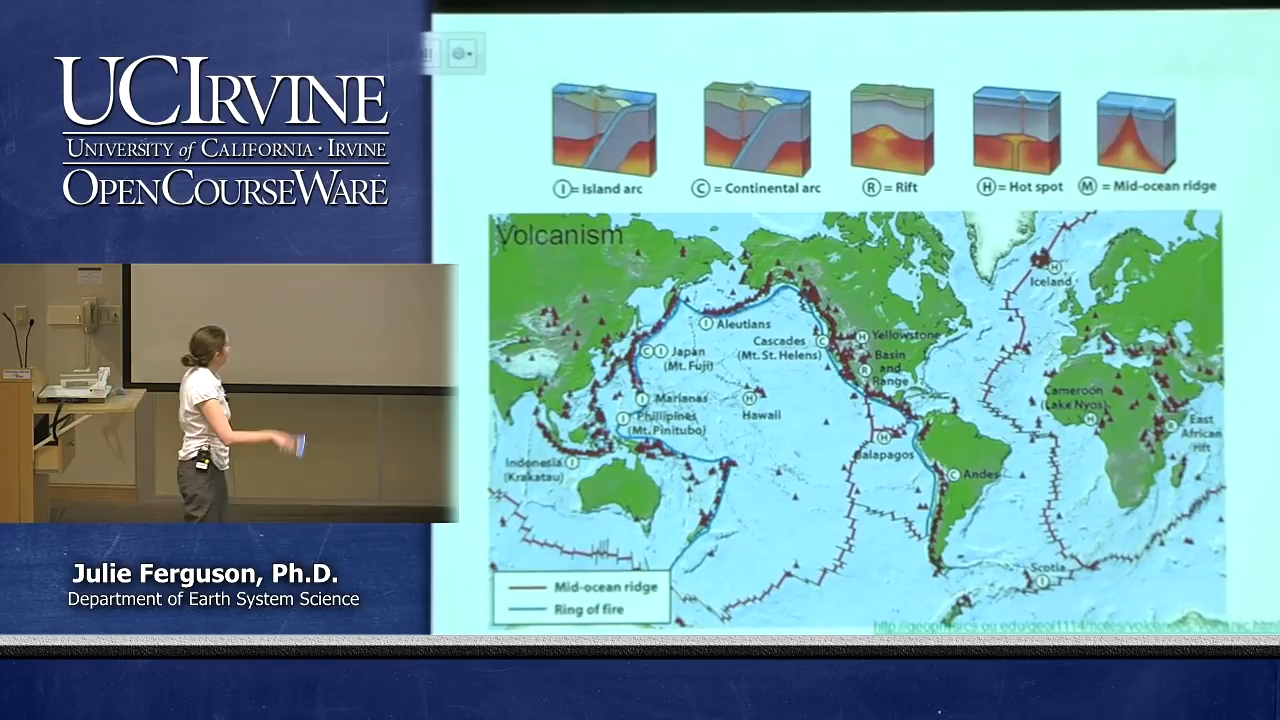 UCIRVINE
UNIVERSITY of CALIFORNIA · IRVINE
OPENCOURSEWARE
Julie Ferguson, Ph.D.
Department of Earth System Science
I = Island arc
C = Continental arc
R = Rift
H = Hot spot
M = Mid-ocean ridge
Volcanism
H
Iceland
I Aleutians
Cascades
(Mt. St. Helens) C
H Yellowstone
R
Basin
and
Range
C I Japan
(Mt. Fuji)
I Marianas
I Phillipines
(Mt. Pinitubo)
H
Hawaii
Cameroon
(Lake Nyos)
H
R
East
African
rift
H
Galapagos
Indonesia I
(Krakatau)
C Andes
Scotia
I
Mid-ocean ridge
Ring of fire